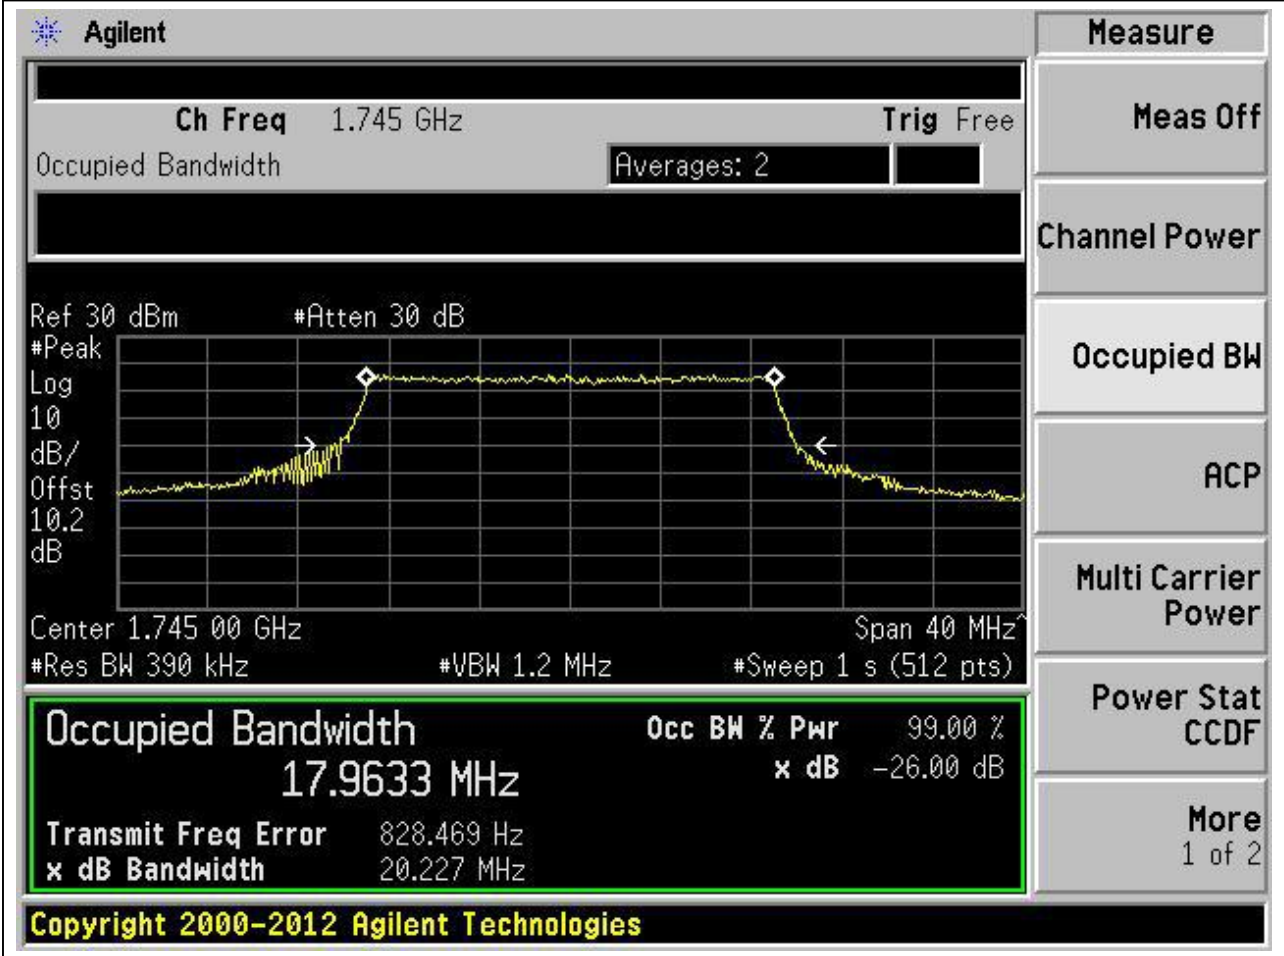 Agilent
Measure
Ch Freq 1.745 GHz Trig Free
Occupied Bandwidth Averages: 2
Meas Off
Channel Power
Occupied BW
ACP
Multi Carrier
Power
Power Stat
CCDF
More
1 of 2
Ref 30 dBm #Atten 30 dB
#Peak
Log
10
dB/
Offst
10.2
dB
Center 1.745 00 GHz Span 40 MHz^
#Res BW 390 kHz #VBW 1.2 MHz #Sweep 1 s (512 pts)
Occupied Bandwidth Occ BW % Pwr 99.00 %
17.9633 MHz x dB -26.00 dB
Transmit Freq Error 828.469 Hz
x dB Bandwidth 20.227 MHz
Copyright 2000-2012 Agilent Technologies